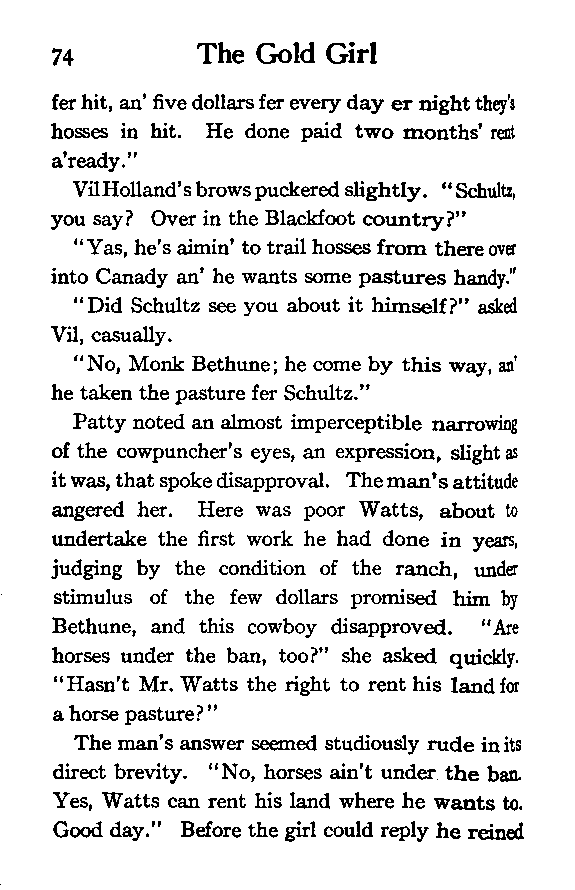 74 The Gold Girl
fer hit, an' five dollars fer every day er night they's
hosses in hit. He done paid two months' rent
a'ready."
Vil Holland's brows puckered slightly. "Schultz,
you say? Over in the Blackfoot country?"
"Yas, he's aimin' to trail hosses from there over
into Canady an' he wants some pastures handy."
"Did Schultz see you about it himself?" asked
Vil, casually.
"No, Monk Bethune; he come by this way, an'
he taken the pasture fer Schultz."
Patty noted an almost imperceptible narrowing
of the cowpuncher's eyes, an expression, slight as
it was, that spoke disapproval. The man's attitude
angered her. Here was poor Watts, about to
undertake the first work he had done in years,
judging by the condition of the ranch, under
stimulus of the few dollars promised him by
Bethune, and this cowboy disapproved. "Are
horses under the ban, too?" she asked quickly.
"Hasn't Mr. Watts the right to rent his land for
a horse pasture?"
The man's answer seemed studiously rude in its
direct brevity. "No, horses ain't under the ban.
Yes, Watts can rent his land where he wants to.
Good day." Before the girl could reply he reined